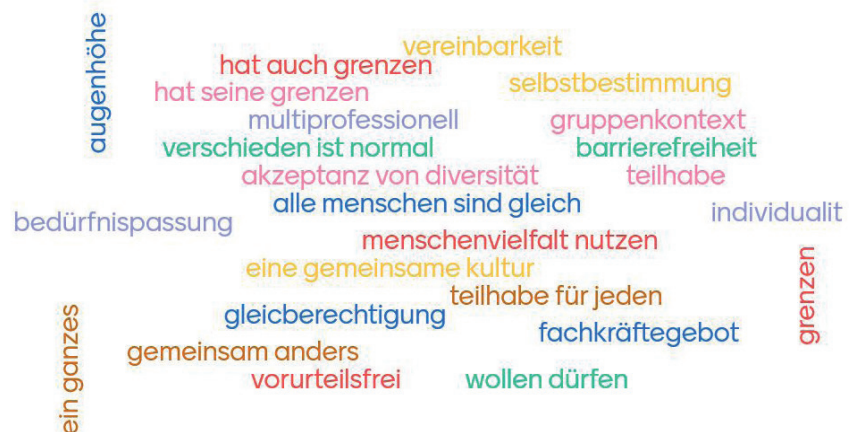 augenhöhe
vereinbarkeit
hat auch grenzen
selbstbestimmung
hat seine grenzen
multiprofessionell
gruppenkontext
verschieden ist normal
barrierefreiheit
akzeptanz von diversität
teilhabe
alle menschen sind gleich
individualit
bedürfnispassung
menschenvielfalt nutzen
grenzen
eine gemeinsame kultur
teilhabe für jeden
gleicberechtigung
fachkräftegebot
ein ganzes
gemeinsam anders
vorurteilsfrei
wollen dürfen